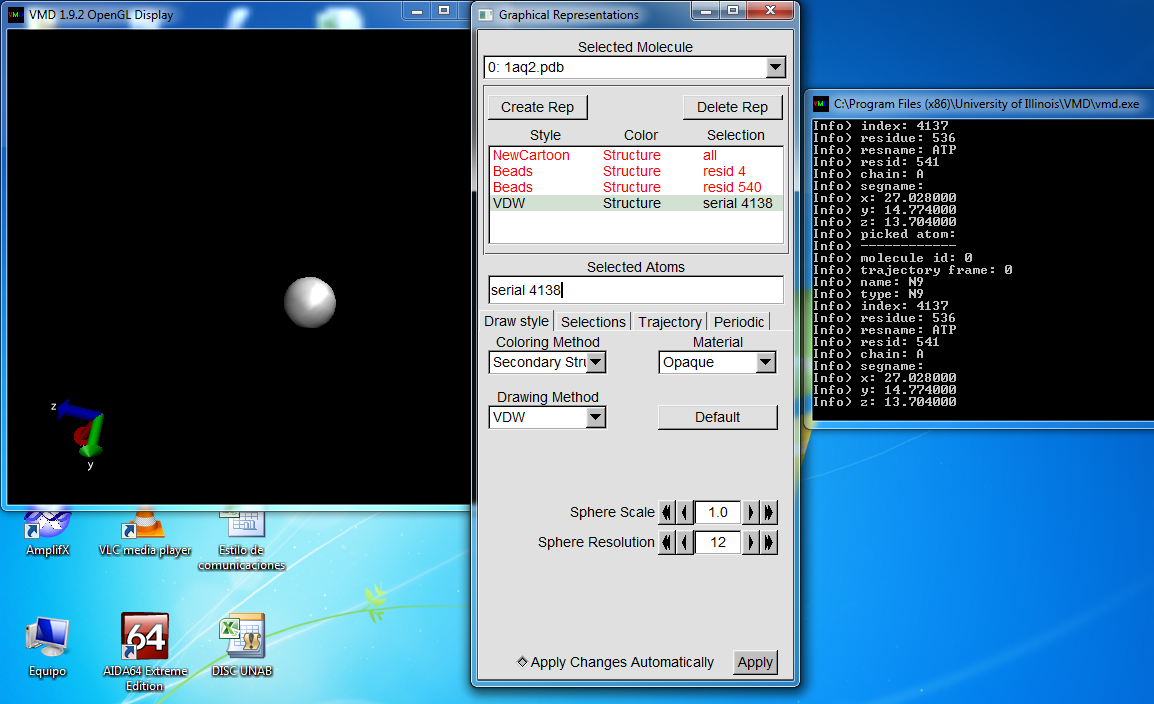 VMD 1.9.2 OpenGL Display
z
y
AmplifX
VLC media player
Estilo de
comunicaciones
Equipo
64
AIDA64 Extreme
Edition
DISC UNAB
Graphical Representations
Selected Molecule
0: 1aq2.pdb
Create Rep
Delete Rep
Style Color Selection
NewCartoon Structure all
Beads Structure resid 4
Beads Structure resid 540
VDW Structure serial 4138
Selected Atoms
serial 4138
Draw style Selections Trajectory Periodic
Coloring Method Material
Secondary Stru Opaque
Drawing Method
VDW Default
Sphere Scale 1.0
Sphere Resolution 12
Apply Changes Automatically Apply
C:\Program Files (x86)\University of Illinois\VMD\vmd.exe
Info) index: 4137
Info) residue: 536
Info) resname: ATP
Info) resid: 541
Info) chain: A
Info) segname:
Info) x: 27.028000
Info) y: 14.774000
Info) z: 13.704000
Info) picked atom:
Info) ------------
Info) molecule id: 0
Info) trajectory frame: 0
Info) name: N9
Info) type: N9
Info) index: 4137
Info) residue: 536
Info) resname: ATP
Info) resid: 541
Info) chain: A
Info) segname:
Info) x: 27.028000
Info) y: 14.774000
Info) z: 13.704000